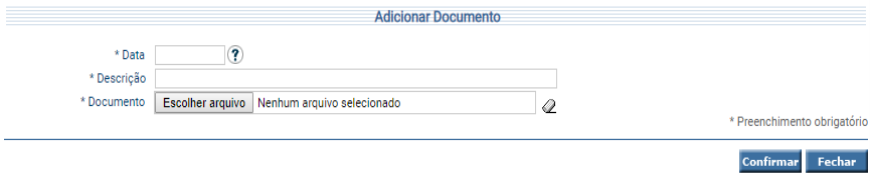 Adicionar Documento
* Data ?
* Descrição
* Documento Escolher arquivo Nenhum arquivo selecionado
* Preenchimento obrigatório
Confirmar Fechar